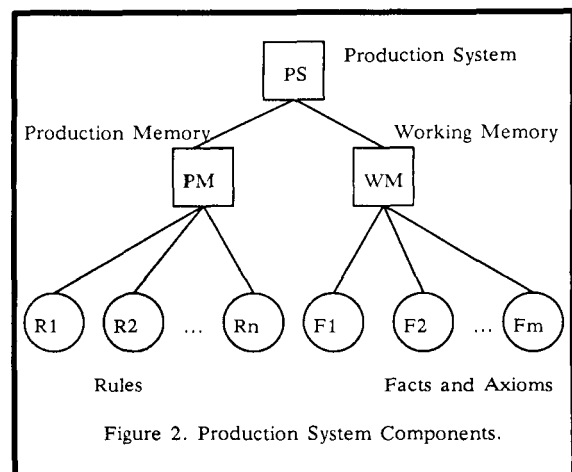 Production System
PS
Production Memory
Working Memory
PM
WM
R1 R2 ... Rn F1 F2 ... Fm
Rules
Facts and Axioms
Figure 2. Production System Components.